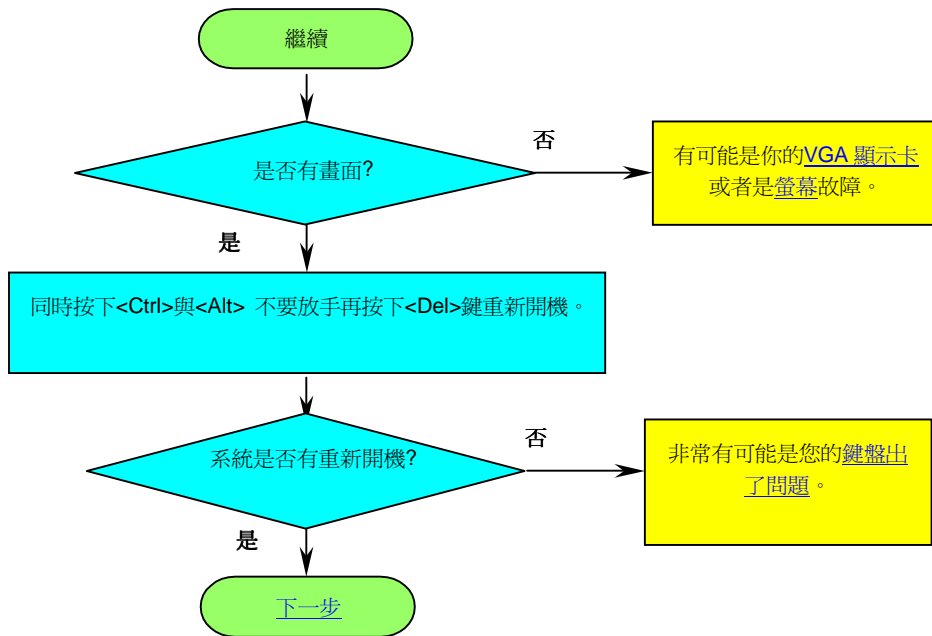 繼續
是否有畫面?
否
有可能是你的VGA 顯示卡
或者是螢幕故障。
是
同時按下<Ctrl>與<Alt> 不要放手再按下<Del>鍵重新開機。
系統是否有重新開機?
否
非常有可能是您的鍵盤出
了問題。
是
下一步